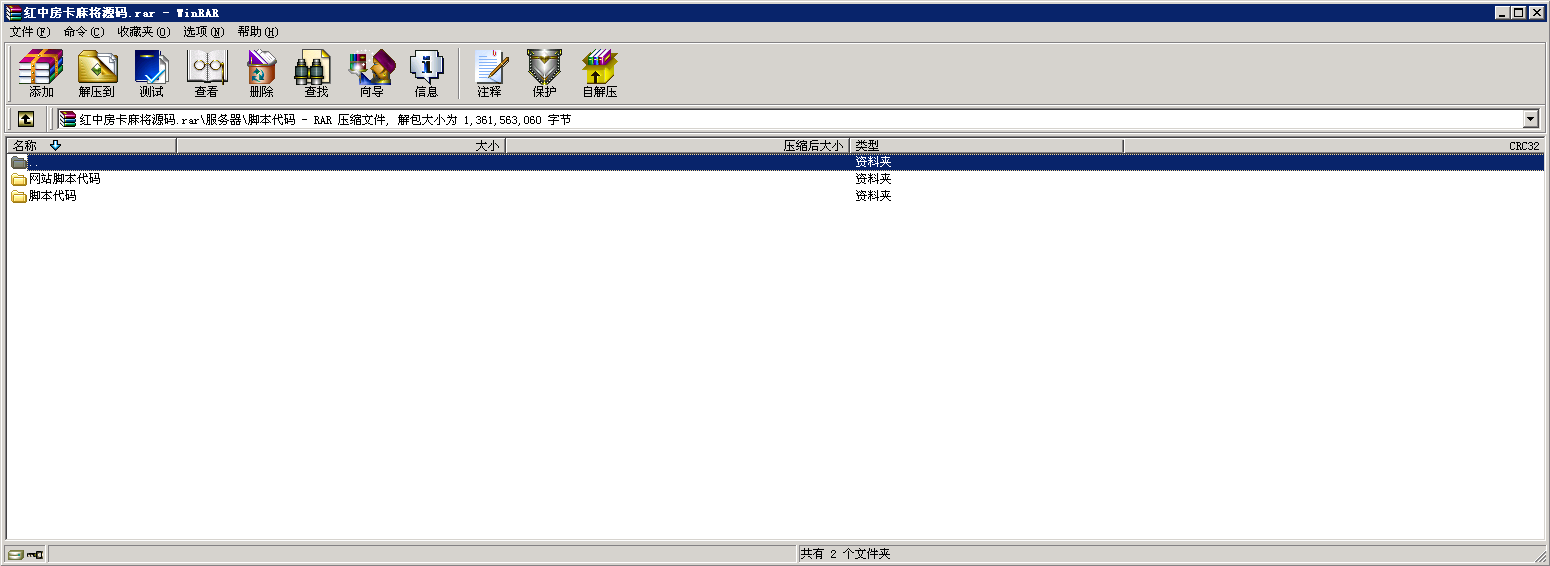 红中房卡麻将源码.rar - WinRAR
文件(F) 命令(C) 收藏夹(O) 选项(N) 帮助(H)
添加 解压到 测试 查看 删除 查找 向导 信息 注释 保护 自解压
红中房卡麻将源码.rar\服务器\脚本代码 - RAR 压缩文件, 解包大小为 1,361,563,060 字节
名称 大小 压缩后大小 类型 CRC32
.. 资料夹
网站脚本代码 资料夹
脚本代码 资料夹
共有 2 个文件夹